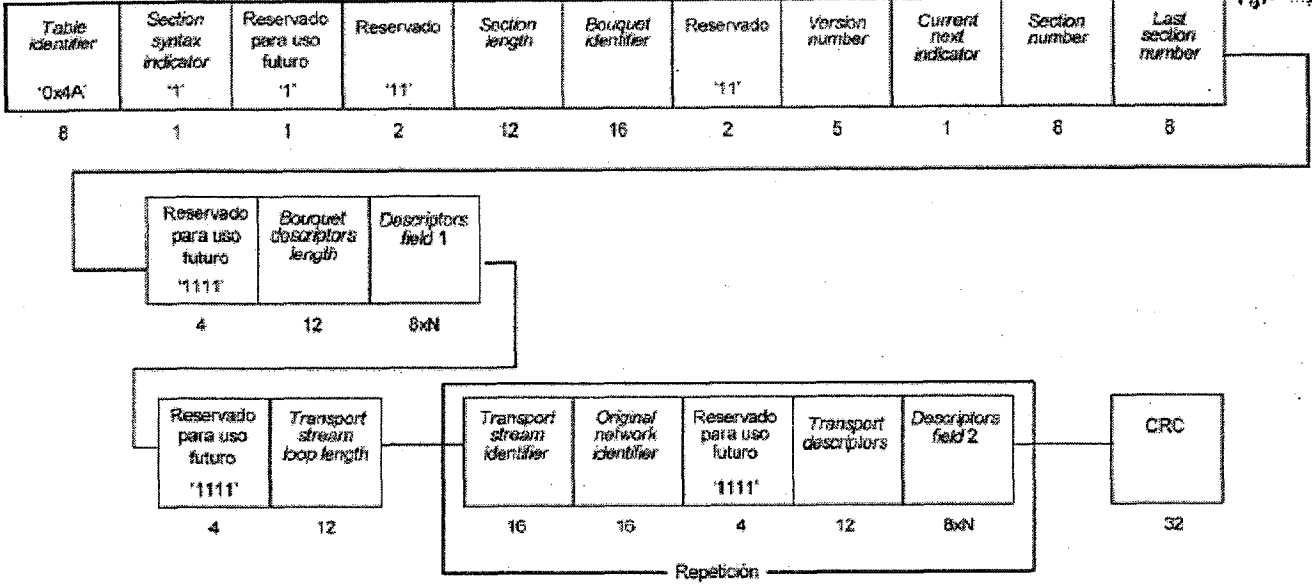 Table identifier '0x4A'
Section syntax indicator '1'
Reservado para uso futuro '1'
Reservado '11'
Section length
Bouquet identifier
Reservado '11'
Version number
Current next indicator
Section number
Last section number
8 1 1 2 12 16 2 5 1 8 8
Reservado para uso futuro '1111'
Bouquet descriptors length
Descriptors field 1
4 12 8xN
Reservado para uso futuro '1111'
Transport stream loop length
Transport stream identifier
Original network identifier
Reservado para uso futuro '1111'
Transport descriptors
Descriptors field 2
CRC
4 12 16 16 4 12 8xN 32
Repetición